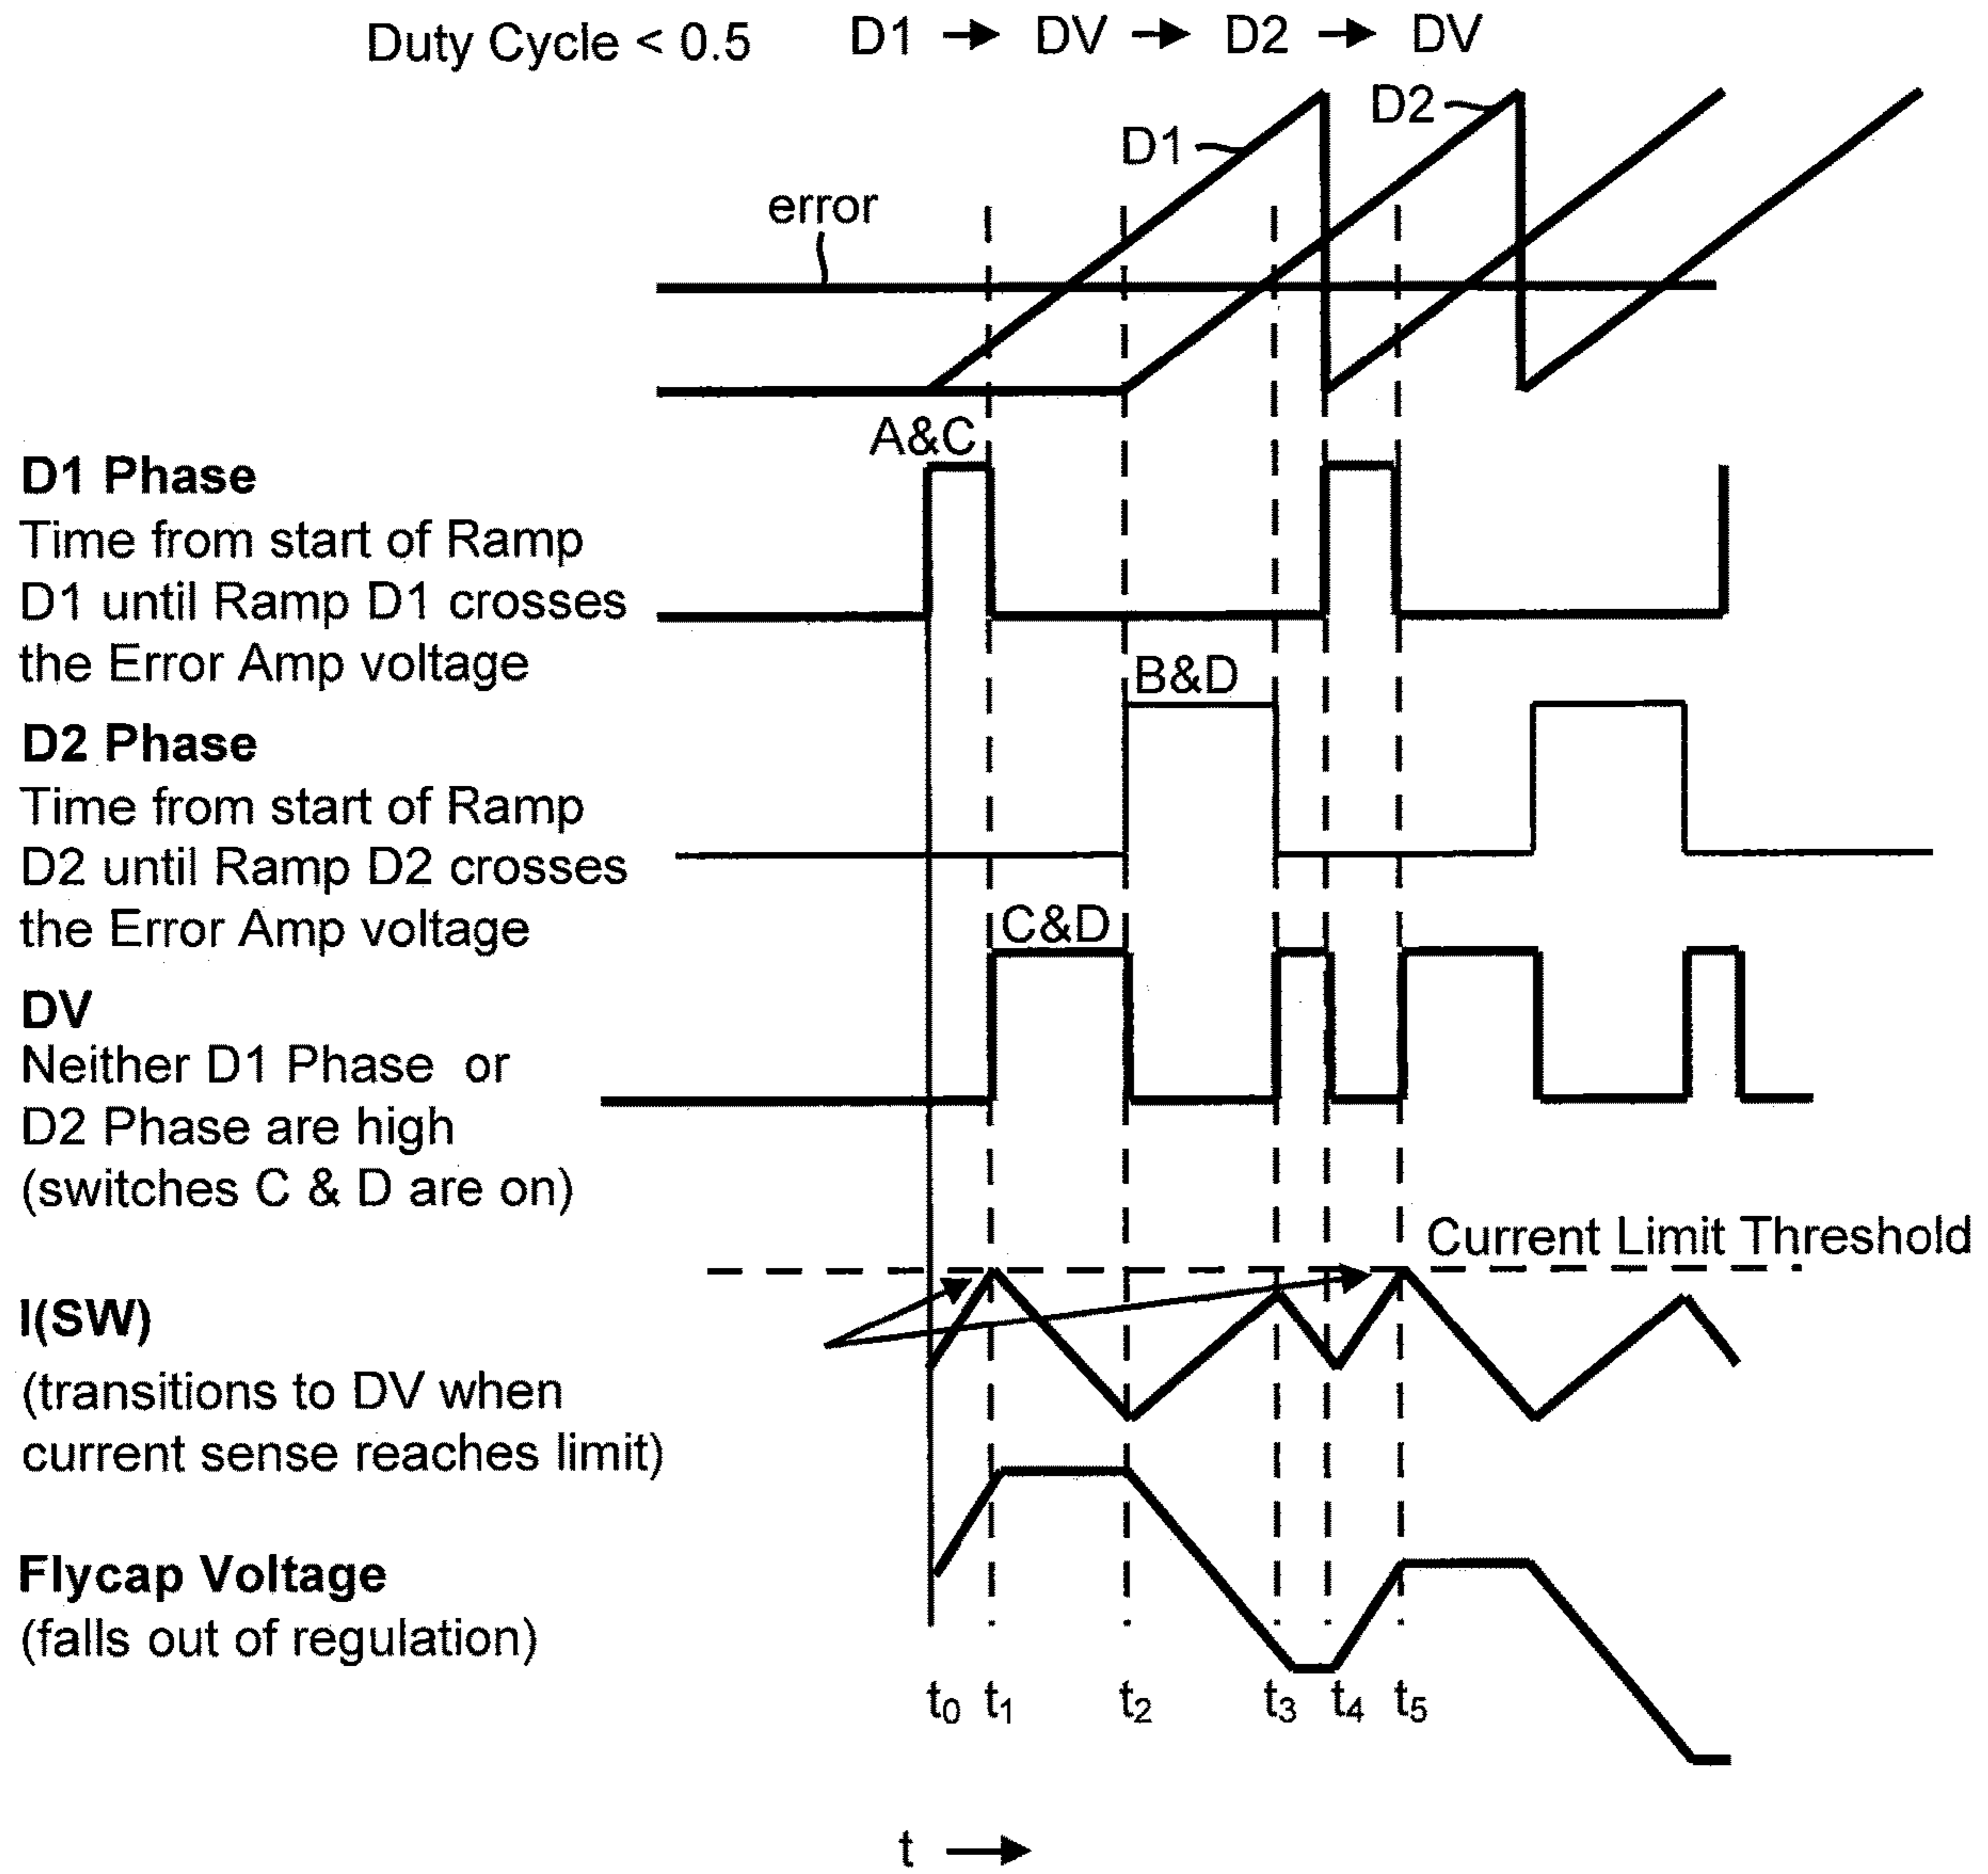 Duty Cycle < 0.5 D1 → DV → D2 → DV
D2
D1
error
A&C
D1 Phase
Time from start of Ramp
D1 until Ramp D1 crosses
the Error Amp voltage
B&D
D2 Phase
Time from start of Ramp
D2 until Ramp D2 crosses
the Error Amp voltage
C&D
DV
Neither D1 Phase or
D2 Phase are high
(switches C & D are on)
Current Limit Threshold
I(SW)
(transitions to DV when
current sense reaches limit)
Flycap Voltage
(falls out of regulation)
t0 t1 t2 t3 t4 t5
t →